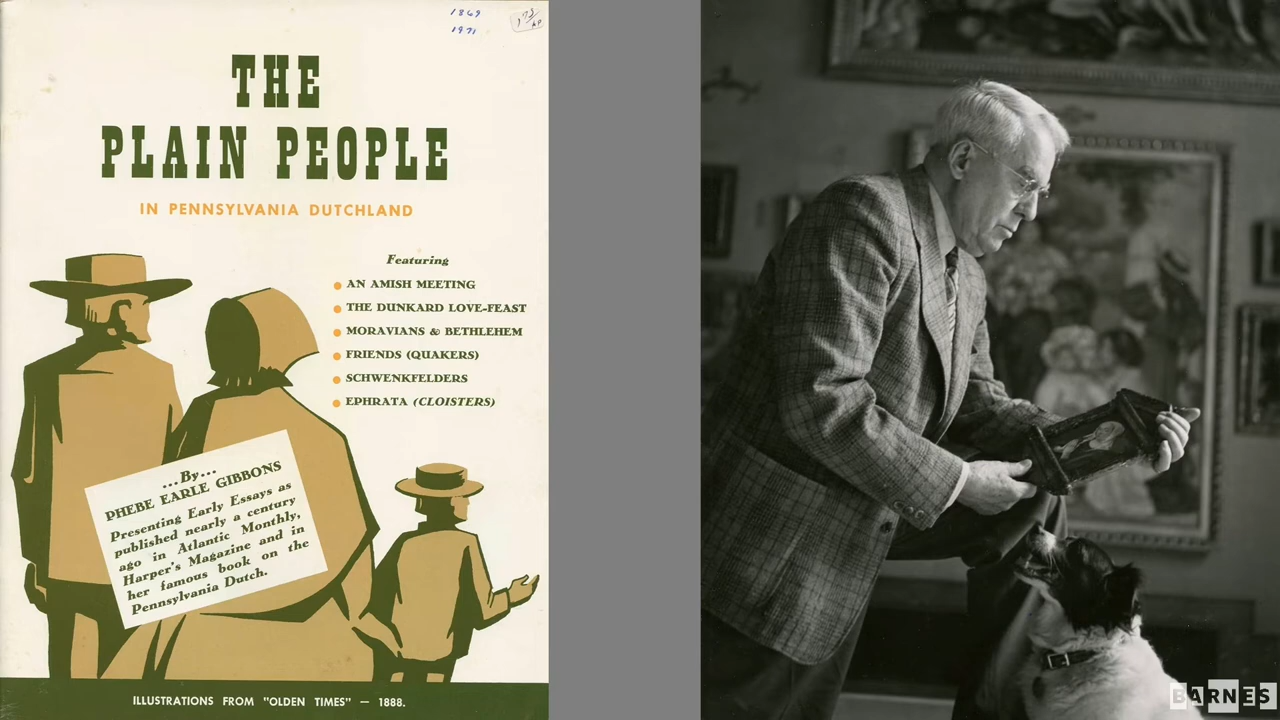 1869
1971
THE
PLAIN PEOPLE
IN PENNSYLVANIA DUTCHLAND
Featuring
AN AMISH MEETING
THE DUNKARD LOVE-FEAST
MORAVIANS & BETHLEHEM
FRIENDS (QUAKERS)
SCHWENKFELDERS
EPHRATA (CLOISTERS)
...By...
PHEBE EARLE GIBBONS
Presenting Early Essays as
published nearly a century
ago in Atlantic Monthly,
Harper's Magazine and in
her famous book on the
Pennsylvania Dutch.
ILLUSTRATIONS FROM "OLDEN TIMES" — 1888.
BARNES